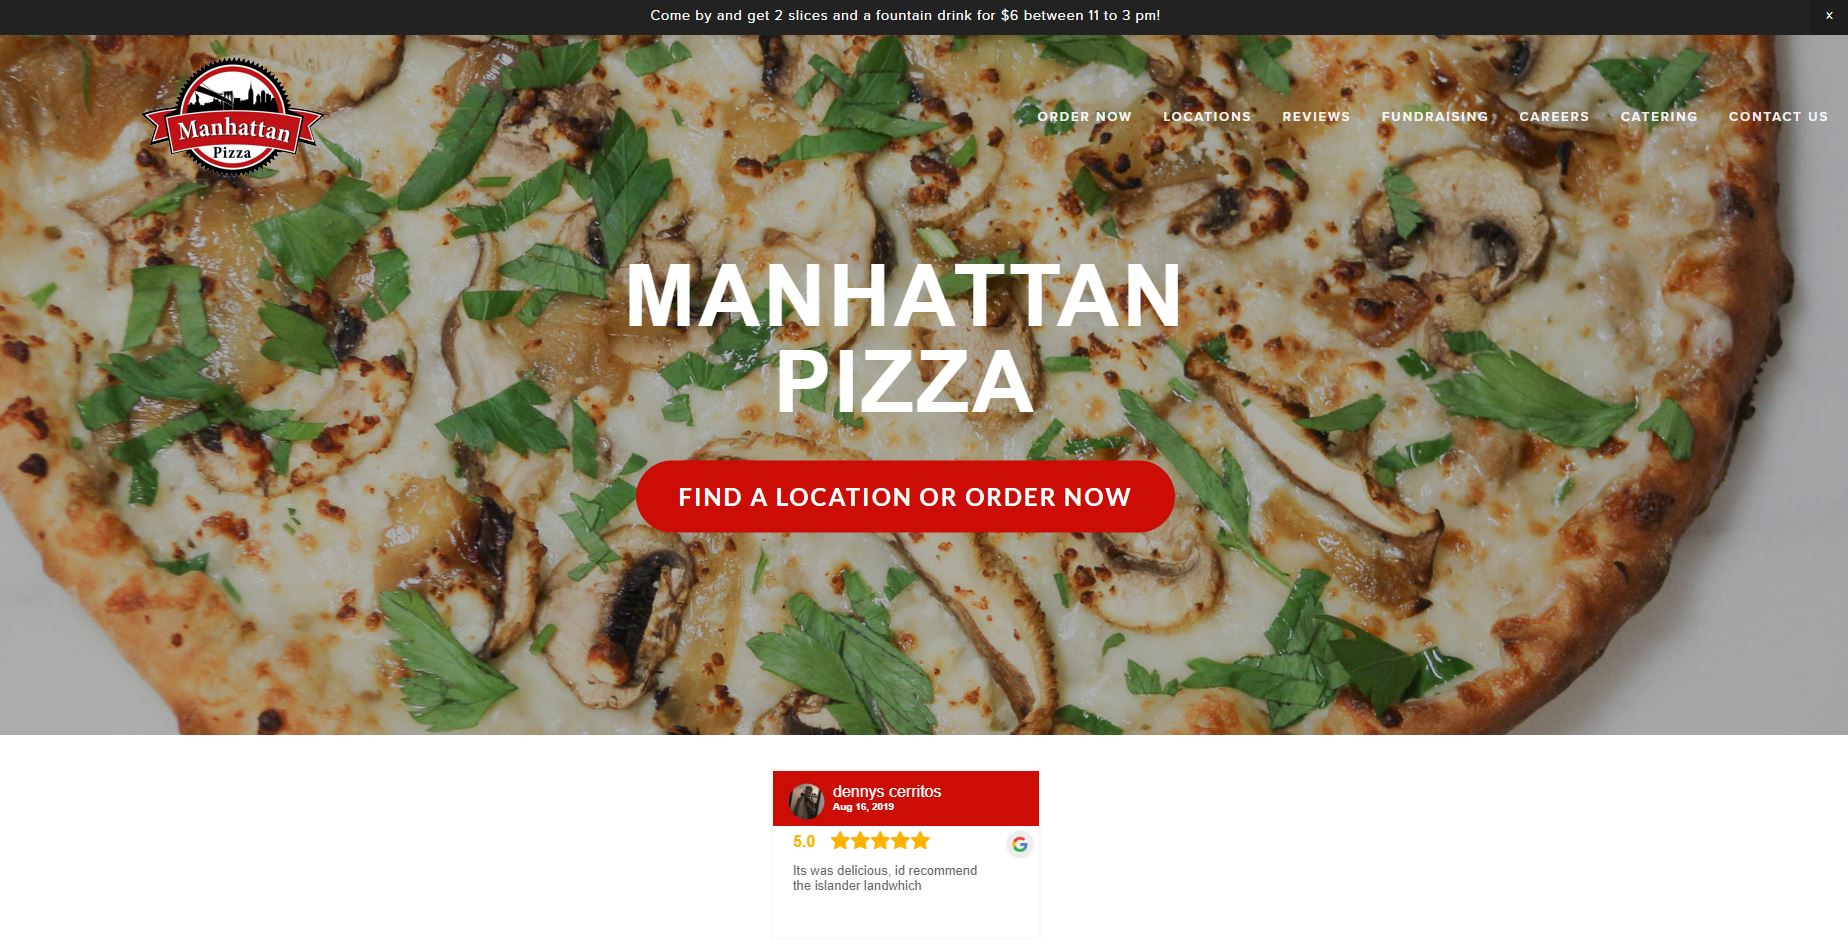 Come by and get 2 slices and a fountain drink for $6 between 11 to 3 pm!
x
Manhattan
Pizza
ORDER NOW LOCATIONS REVIEWS FUNDRAISING CAREERS CATERING CONTACT US
MANHATTAN
PIZZA
FIND A LOCATION OR ORDER NOW
dennys cerritos
Aug 16, 2019
5.0
G
Its was delicious, id recommend
the islander landwhich